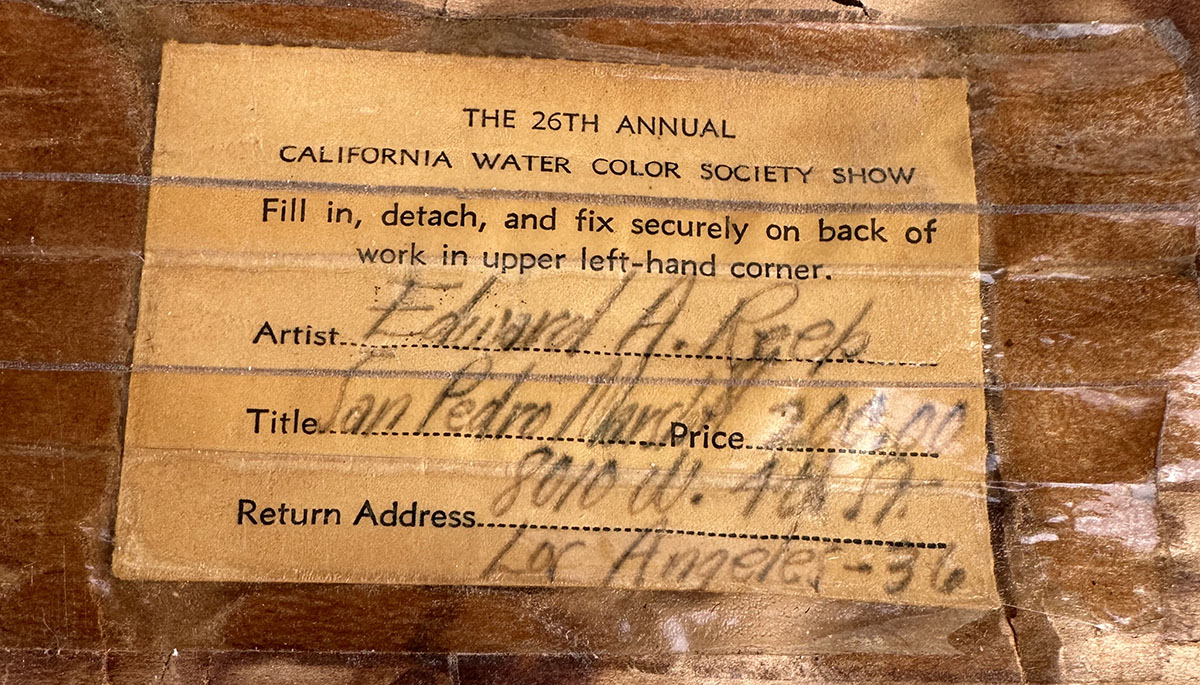 THE 26TH ANNUAL
CALIFORNIA WATER COLOR SOCIETY SHOW
Fill in, detach, and fix securely on back of
work in upper left-hand corner.
Artist Edward A. Reep
Title San Pedro Price 200.00
8010 W. 4th St.
Return Address
Los Angeles - 36